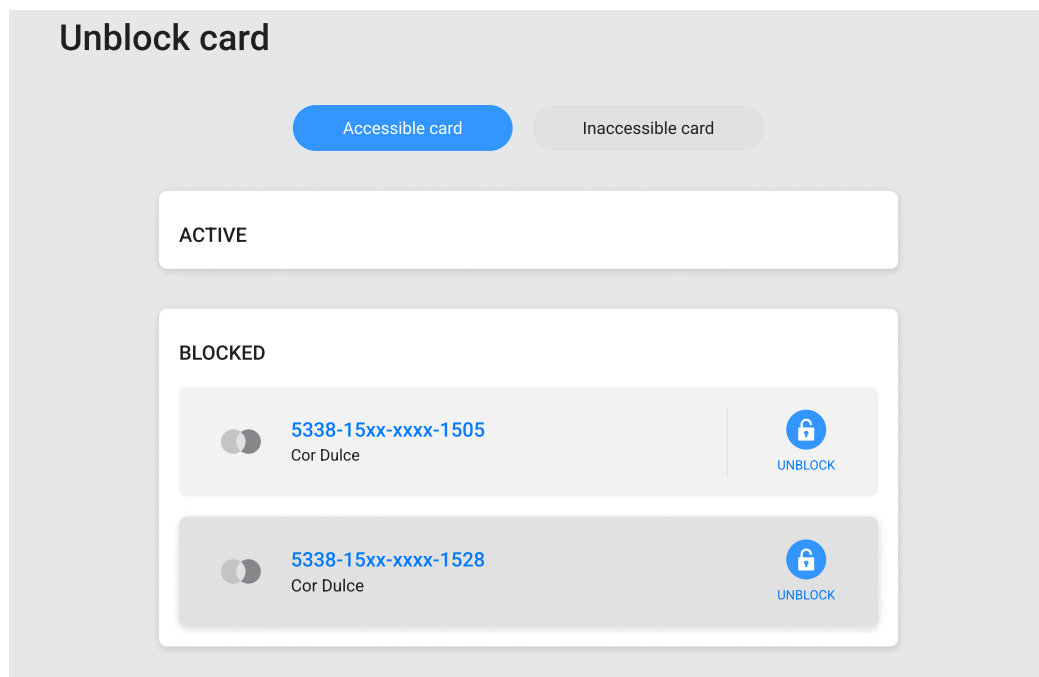 Unblock card
Accessible card
Inaccessible card
ACTIVE
BLOCKED
5338-15xx-xxxx-1505
Cor Dulce
UNBLOCK
5338-15xx-xxxx-1528
Cor Dulce
UNBLOCK